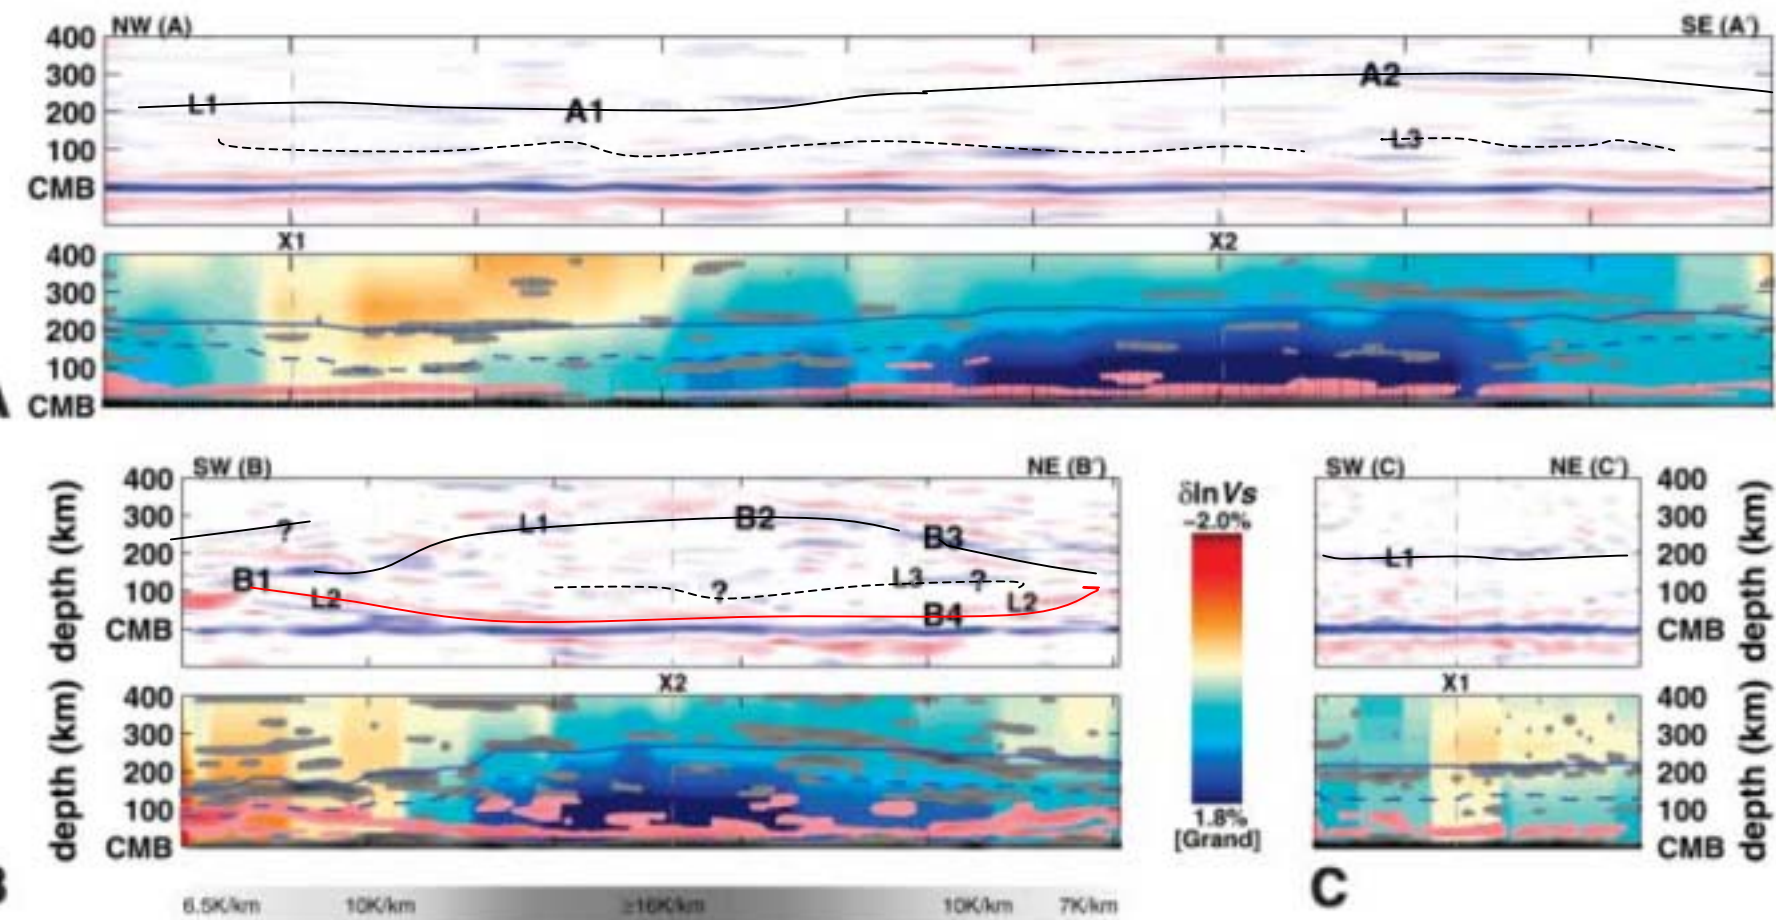 NW (A) SE (A')
400
300 A2
200 L1 A1
100 L3
CMB
X1 X2
400
300
200
100
A CMB
SW (B) NE (B') SW (C) NE (C')
400 δlnVs 400
300 ? L1 B2 B3 −2.0% 300
200 L1 200
100 B1 L2 ? L3 ? L2 100
CMB B4 CMB
depth (km) depth (km)
X2 X1
400 400
300 300
200 200
100 1.8% 100
CMB [Grand] CMB
depth (km) depth (km)
B C
6.5K/km 10K/km ≥16K/km 10K/km 7K/km